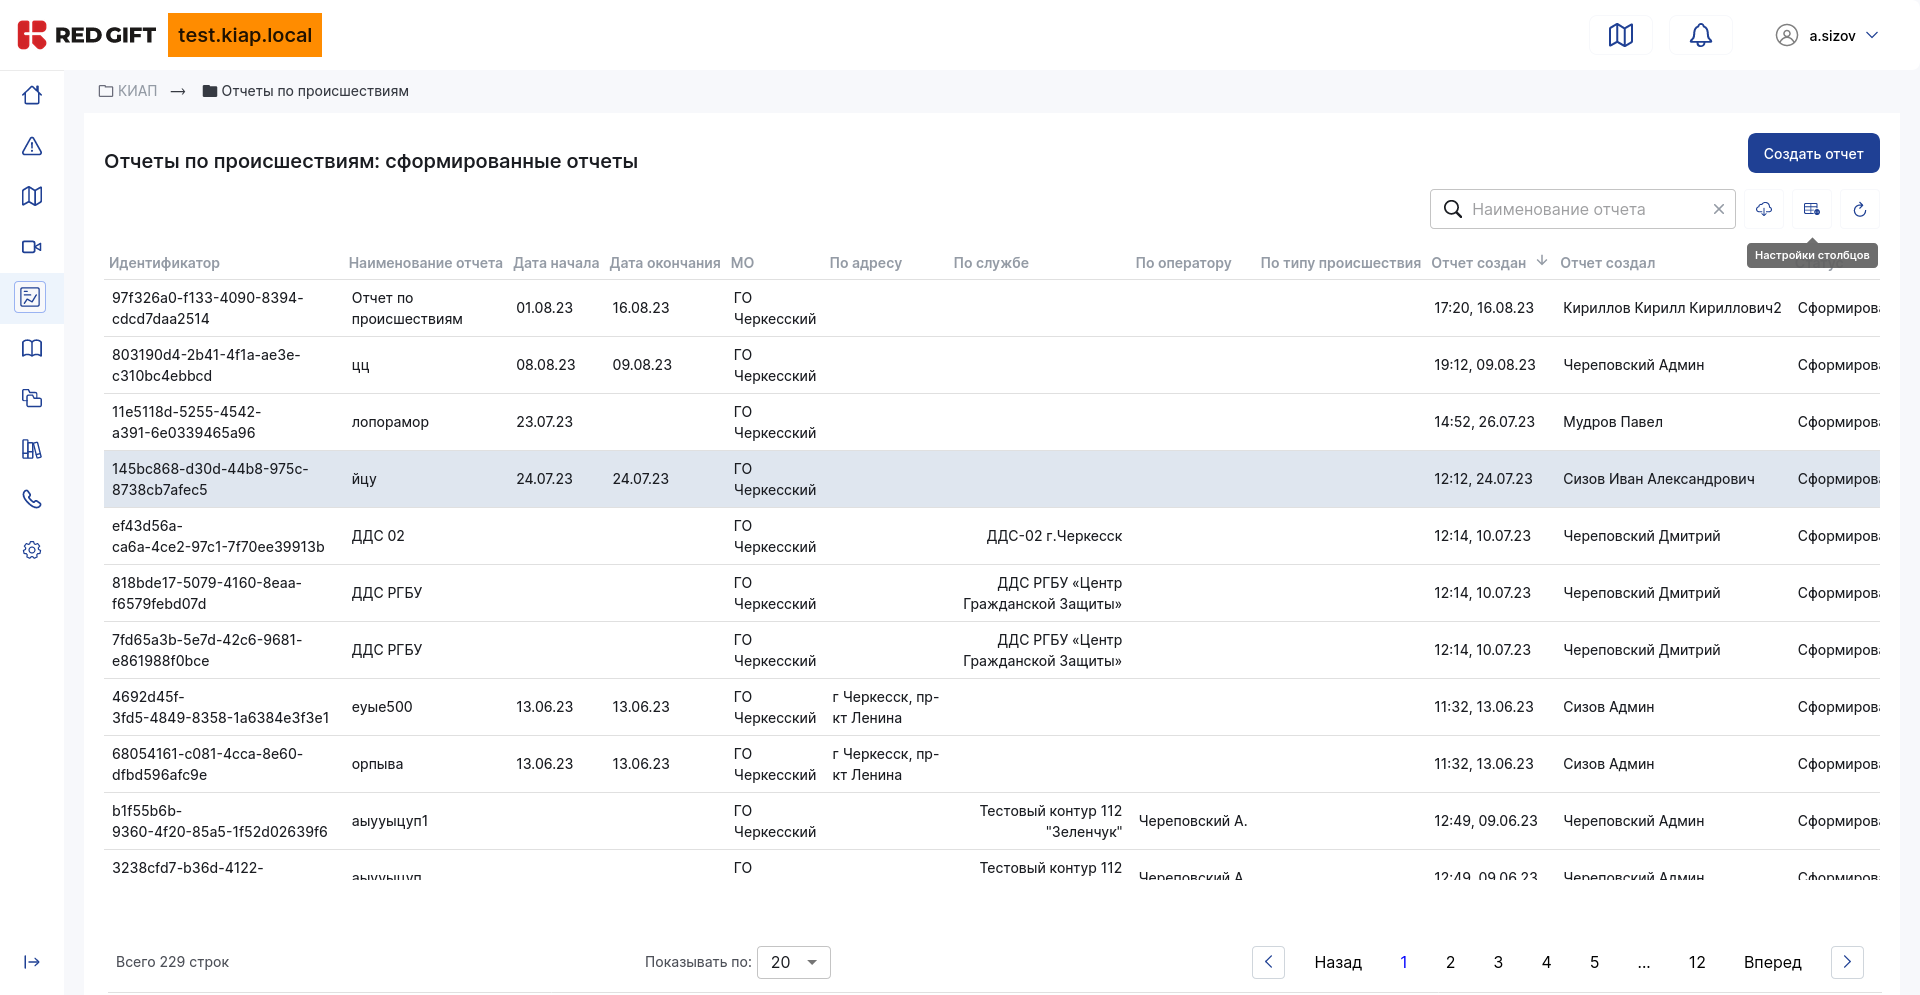 RED GIFT test.kiap.local a.sizov
КИАП → Отчеты по происшествиям
Отчеты по происшествиям: сформированные отчеты
Создать отчет
Наименование отчета
Настройки столбцов
Идентификатор Наименование отчета Дата начала Дата окончания МО По адресу По службе По оператору По типу происшествия Отчет создан Отчет создал
97f326a0-f133-4090-8394-
cdcd7daa2514 Отчет по
происшествиям 01.08.23 16.08.23 ГО
Черкесский 17:20, 16.08.23 Кириллов Кирилл Кириллович2 Сформиров
803190d4-2b41-4f1a-ae3e-
c310bc4ebbcd цц 08.08.23 09.08.23 ГО
Черкесский 19:12, 09.08.23 Череповский Админ Сформиров
11e5118d-5255-4542-
a391-6e0339465a96 лопорамор 23.07.23 ГО
Черкесский 14:52, 26.07.23 Мудров Павел Сформиров
145bc868-d30d-44b8-975c-
8738cb7afec5 йцу 24.07.23 24.07.23 ГО
Черкесский 12:12, 24.07.23 Сизов Иван Александрович Сформиров
ef43d56a-
ca6a-4ce2-97c1-7f70ee39913b ДДС 02 ГО
Черкесский ДДС-02 г.Черкесск 12:14, 10.07.23 Череповский Дмитрий Сформиров
818bde17-5079-4160-8eaa-
f6579febd07d ДДС РГБУ ГО
Черкесский ДДС РГБУ «Центр
Гражданской Защиты» 12:14, 10.07.23 Череповский Дмитрий Сформиров
7fd65a3b-5e7d-42c6-9681-
e861988f0bce ДДС РГБУ ГО
Черкесский ДДС РГБУ «Центр
Гражданской Защиты» 12:14, 10.07.23 Череповский Дмитрий Сформиров
4692d45f-
3fd5-4849-8358-1a6384e3f3e1 еуые500 13.06.23 13.06.23 ГО
Черкесский г Черкесск, пр-
кт Ленина 11:32, 13.06.23 Сизов Админ Сформиров
68054161-c081-4cca-8e60-
dfbd596afc9e орпыва 13.06.23 13.06.23 ГО
Черкесский г Черкесск, пр-
кт Ленина 11:32, 13.06.23 Сизов Админ Сформиров
b1f55b6b-
9360-4f20-85a5-1f52d02639f6 аыууыцуп1 ГО
Черкесский Тестовый контур 112
"Зеленчук" Череповский А. 12:49, 09.06.23 Череповский Админ Сформиров
3238cfd7-b36d-4122-
аыууыцуп ГО
Тестовый контур 112
Череповский А. 12:49, 09.06.23 Череповский Админ Сформиров
Всего 229 строк Показывать по: 20 Назад 1 2 3 4 5 ... 12 Вперед